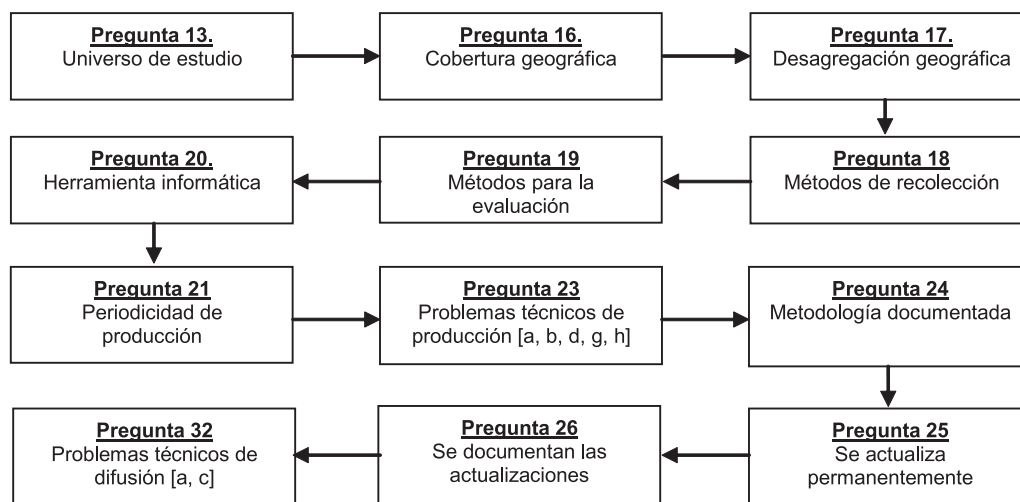 Pregunta 13.
Universo de estudio
Pregunta 16.
Cobertura geográfica
Pregunta 17.
Desagregación geográfica
Pregunta 20.
Herramienta informática
Pregunta 19
Métodos para la
evaluación
Pregunta 18
Métodos de recolección
Pregunta 21
Periodicidad de
producción
Pregunta 23
Problemas técnicos de
producción [a, b, d, g, h]
Pregunta 24
Metodología documentada
Pregunta 32
Problemas técnicos de
difusión [a, c]
Pregunta 26
Se documentan las
actualizaciones
Pregunta 25
Se actualiza
permanentemente